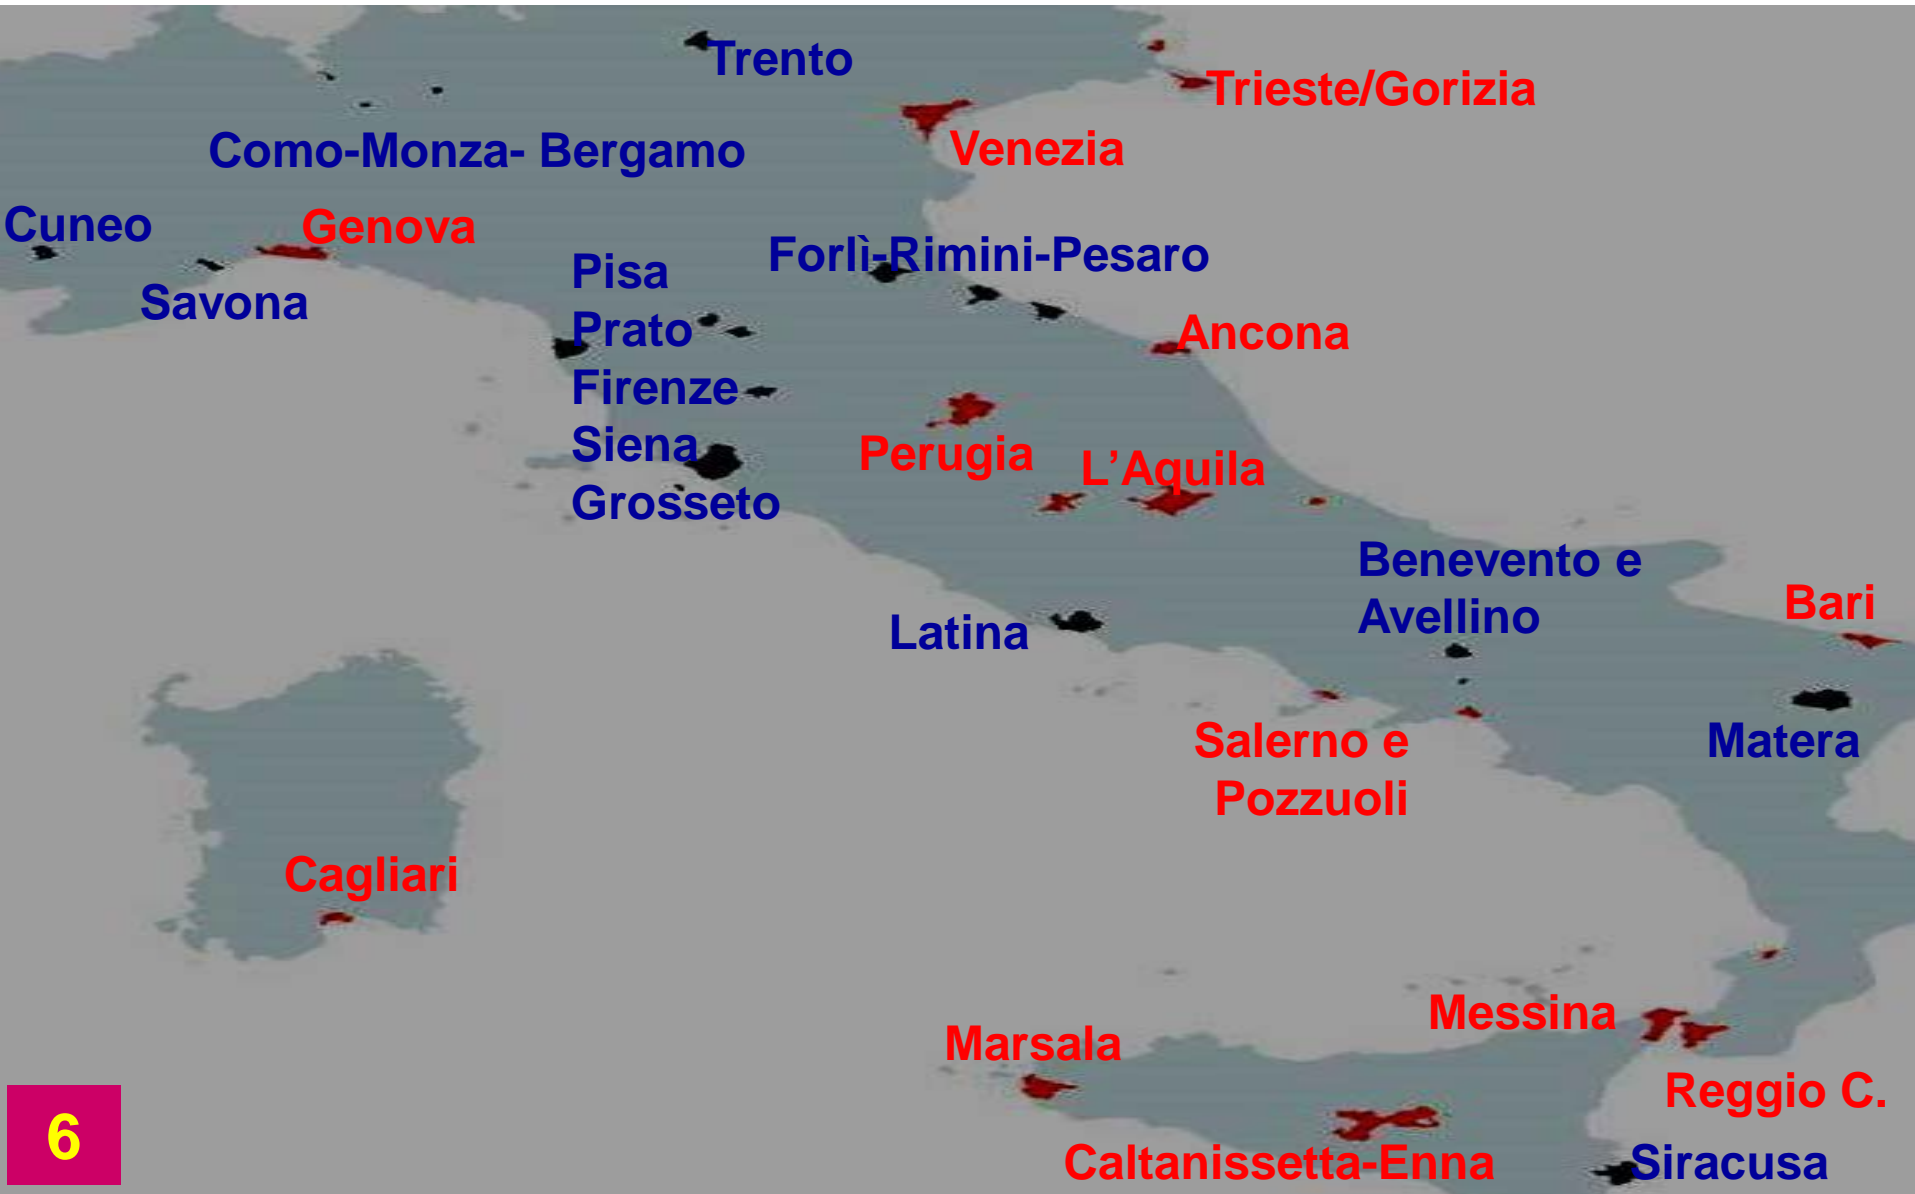 Trento
Trieste/Gorizia
Como-Monza- Bergamo
Venezia
Cuneo
Genova
Savona
Pisa
Prato
Firenze
Siena
Grosseto
Forlì-Rimini-Pesaro
Ancona
Perugia
L’Aquila
Benevento e
Avellino
Bari
Latina
Salerno e
Pozzuoli
Matera
Cagliari
Messina
Marsala
Reggio C.
Caltanissetta-Enna
Siracusa
6